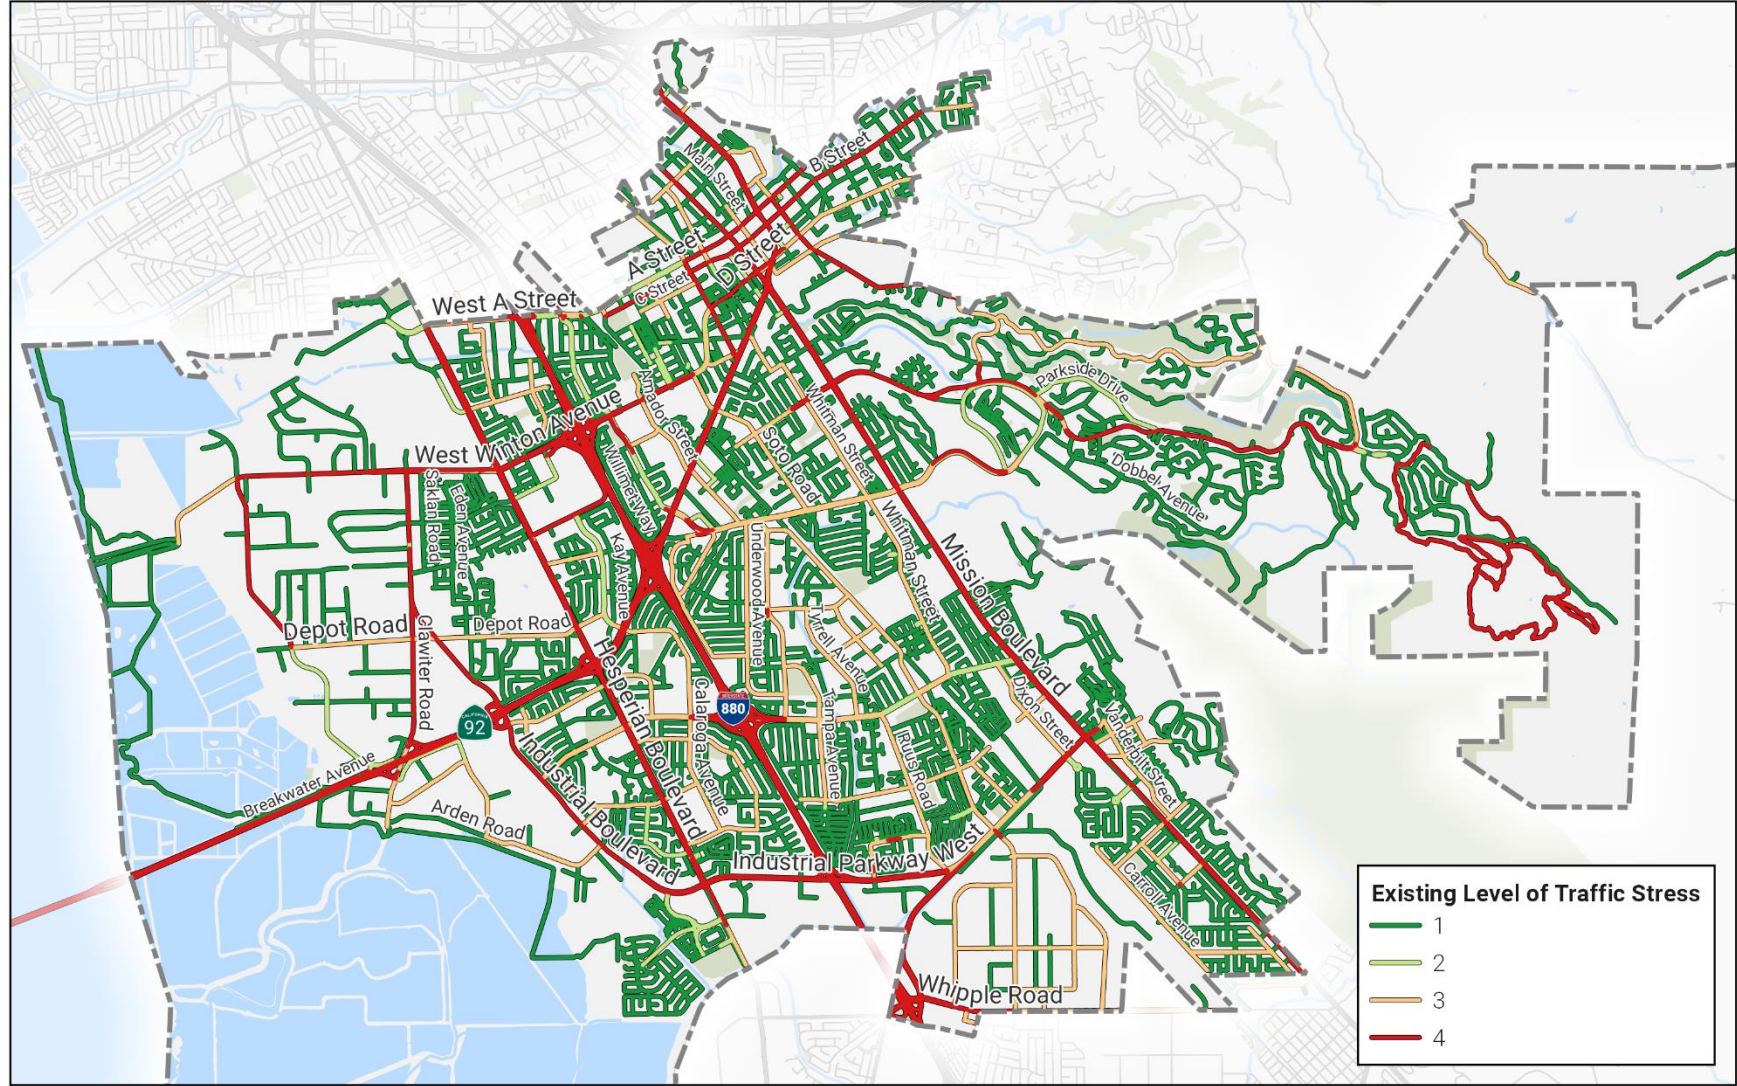 Main Street
B Street
A Street
D Street
C Street
West A Street
Parkside Drive
Amador Street
Whitman Street
West Winton Avenue
Soto Road
Willimet Way
'Dobbel Avenue'
Saklan Road
Eden Avenue
Whitman Street
Mission Boulevard
Underwood Avenue
Kay Avenue
Depot Road
Depot Road
Clawiter Road
Tyrrell Avenue
Hesperian Boulevard
Calaroga Avenue
Tampa Avenue
Dixon Street
Vanderbilt Street
INTERSTATE
880
CALIFORNIA
92
Ruus Road
Industrial Boulevard
Breakwater Avenue
Arden Road
Industrial Parkway West
Carroll Avenue
Whipple Road
Existing Level of Traffic Stress
1
2
3
4